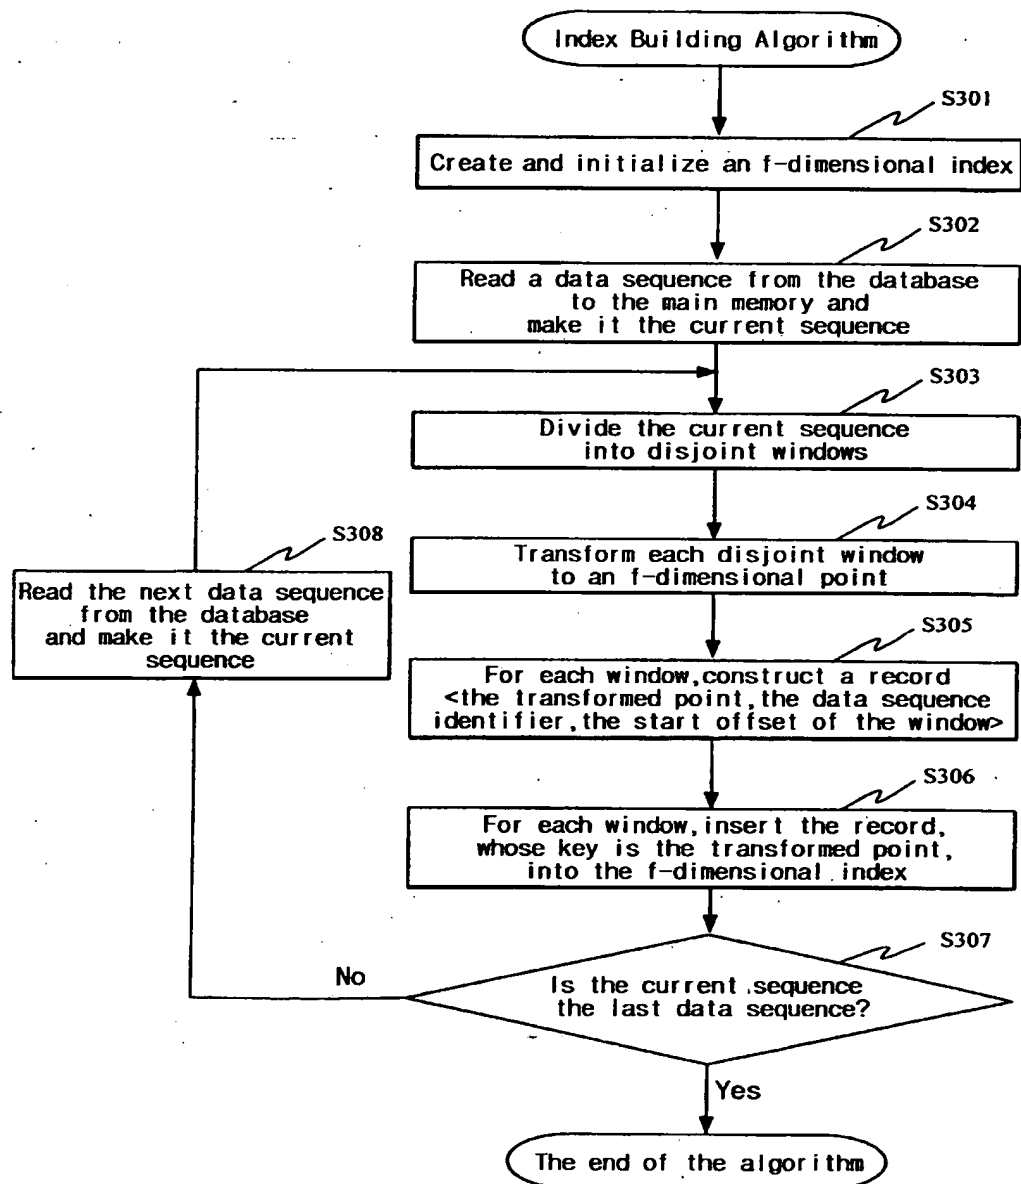 Index Building Algorithm
S301
Create and initialize an f-dimensional index
S302
Read a data sequence from the database
to the main memory and
make it the current sequence
S303
Divide the current sequence
into disjoint windows
S304
Transform each disjoint window
to an f-dimensional point
S308
Read the next data sequence
from the database
and make it the current
sequence
S305
For each window,construct a record
<the transformed point,the data sequence
identifier,the start offset of the window>
S306
For each window,insert the record,
whose key is the transformed point,
into the f-dimensional index
S307
Is the current sequence
the last data sequence?
No
Yes
The end of the algorithm